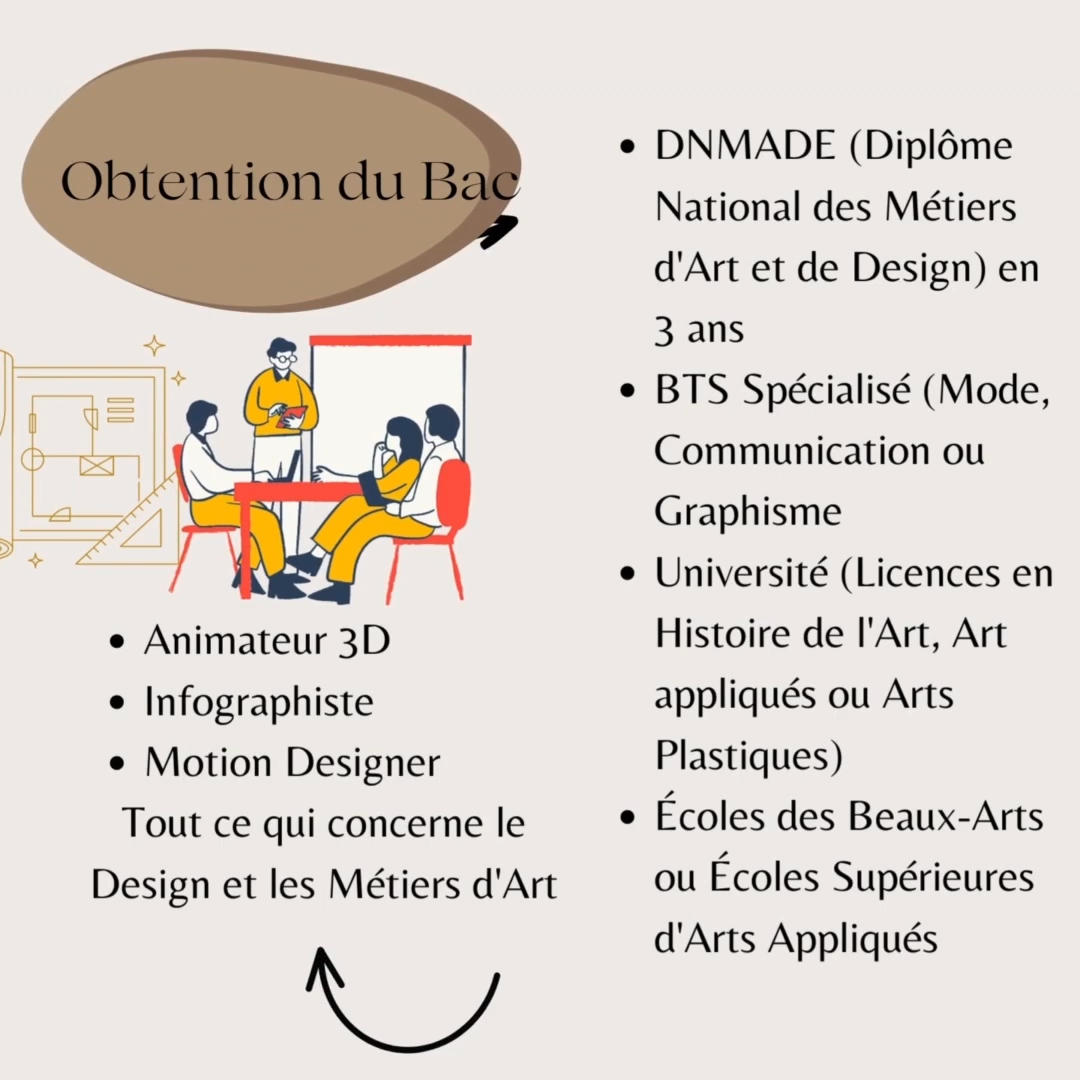 Obtention du Bac
• DNMADE (Diplôme
National des Métiers
d'Art et de Design) en
3 ans
• BTS Spécialisé (Mode,
Communication ou
Graphisme
• Université (Licences en
Histoire de l'Art, Art
appliqués ou Arts
Plastiques)
• Écoles des Beaux-Arts
ou Écoles Supérieures
d'Arts Appliqués
• Animateur 3D
• Infographiste
• Motion Designer
Tout ce qui concerne le
Design et les Métiers d'Art